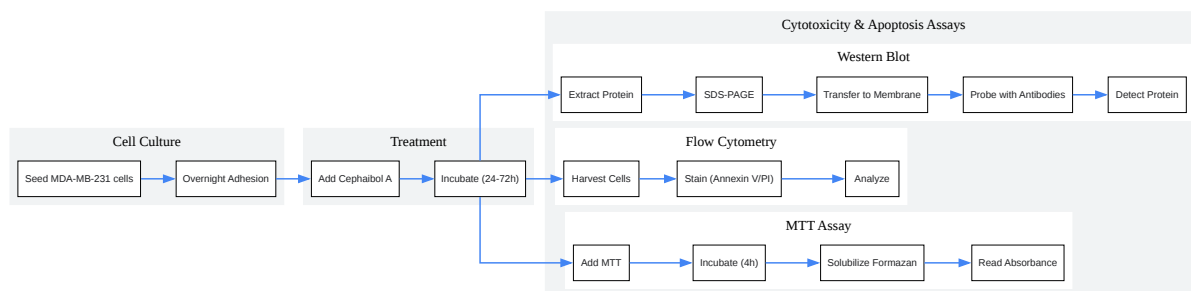 Cytotoxicity & Apoptosis Assays
Western Blot
Extract Protein
SDS-PAGE
Transfer to Membrane
Probe with Antibodies
Detect Protein
Cell Culture
Seed MDA-MB-231 cells
Overnight Adhesion
Treatment
Add Cephaibol A
Incubate (24-72h)
Flow Cytometry
Harvest Cells
Stain (Annexin V/PI)
Analyze
MTT Assay
Add MTT
Incubate (4h)
Solubilize Formazan
Read Absorbance